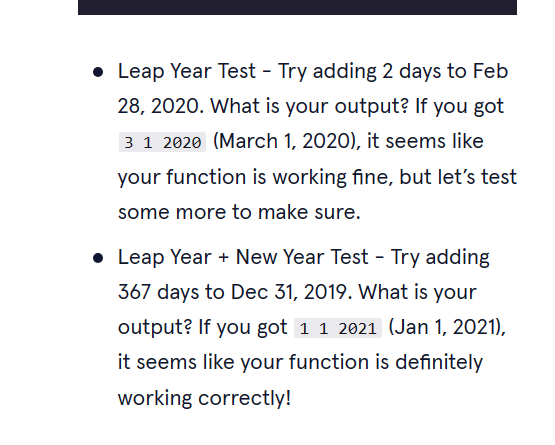 Leap Year Test - Try adding 2 days to Feb
28, 2020. What is your output? If you got
3 1 2020 (March 1, 2020), it seems like
your function is working fine, but let’s test
some more to make sure.
Leap Year + New Year Test - Try adding
367 days to Dec 31, 2019. What is your
output? If you got 1 1 2021 (Jan 1, 2021),
it seems like your function is definitely
working correctly!